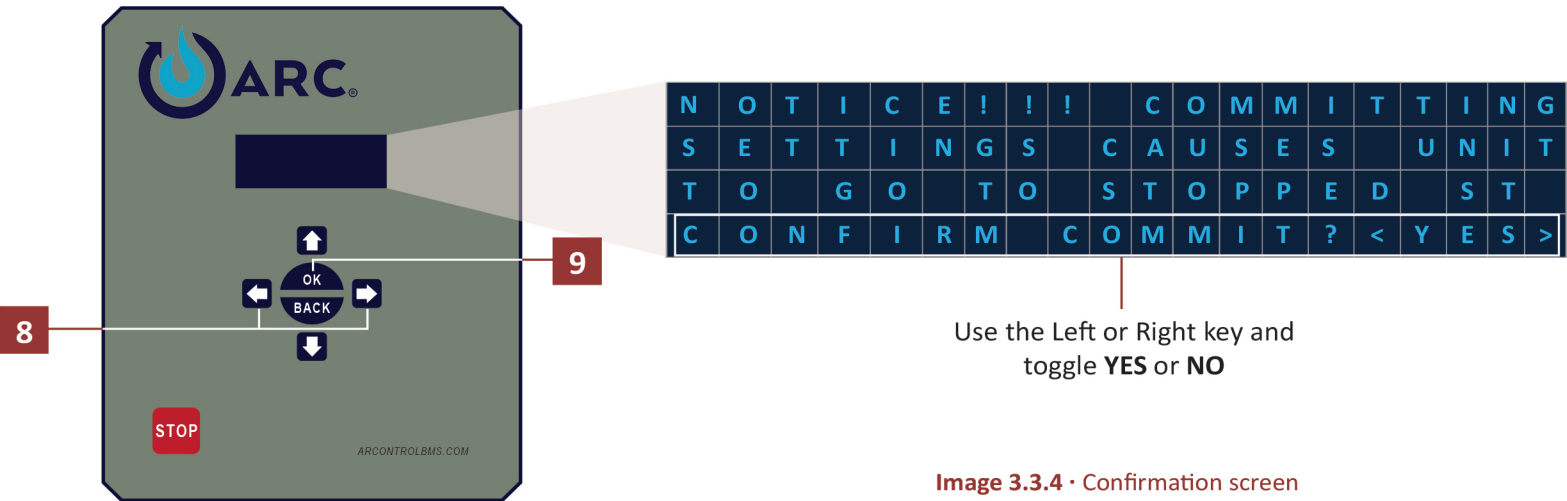 ARC®
NOTICE!!! COMMITTING
SETTINGS CAUSES UNIT
TO GO TO STOPPED ST
CONFIRM COMMIT?<YES>
9
OK
BACK
8
Use the Left or Right key and
toggle YES or NO
STOP
ARCONTROLBMS.COM
Image 3.3.4 · Confirmation screen